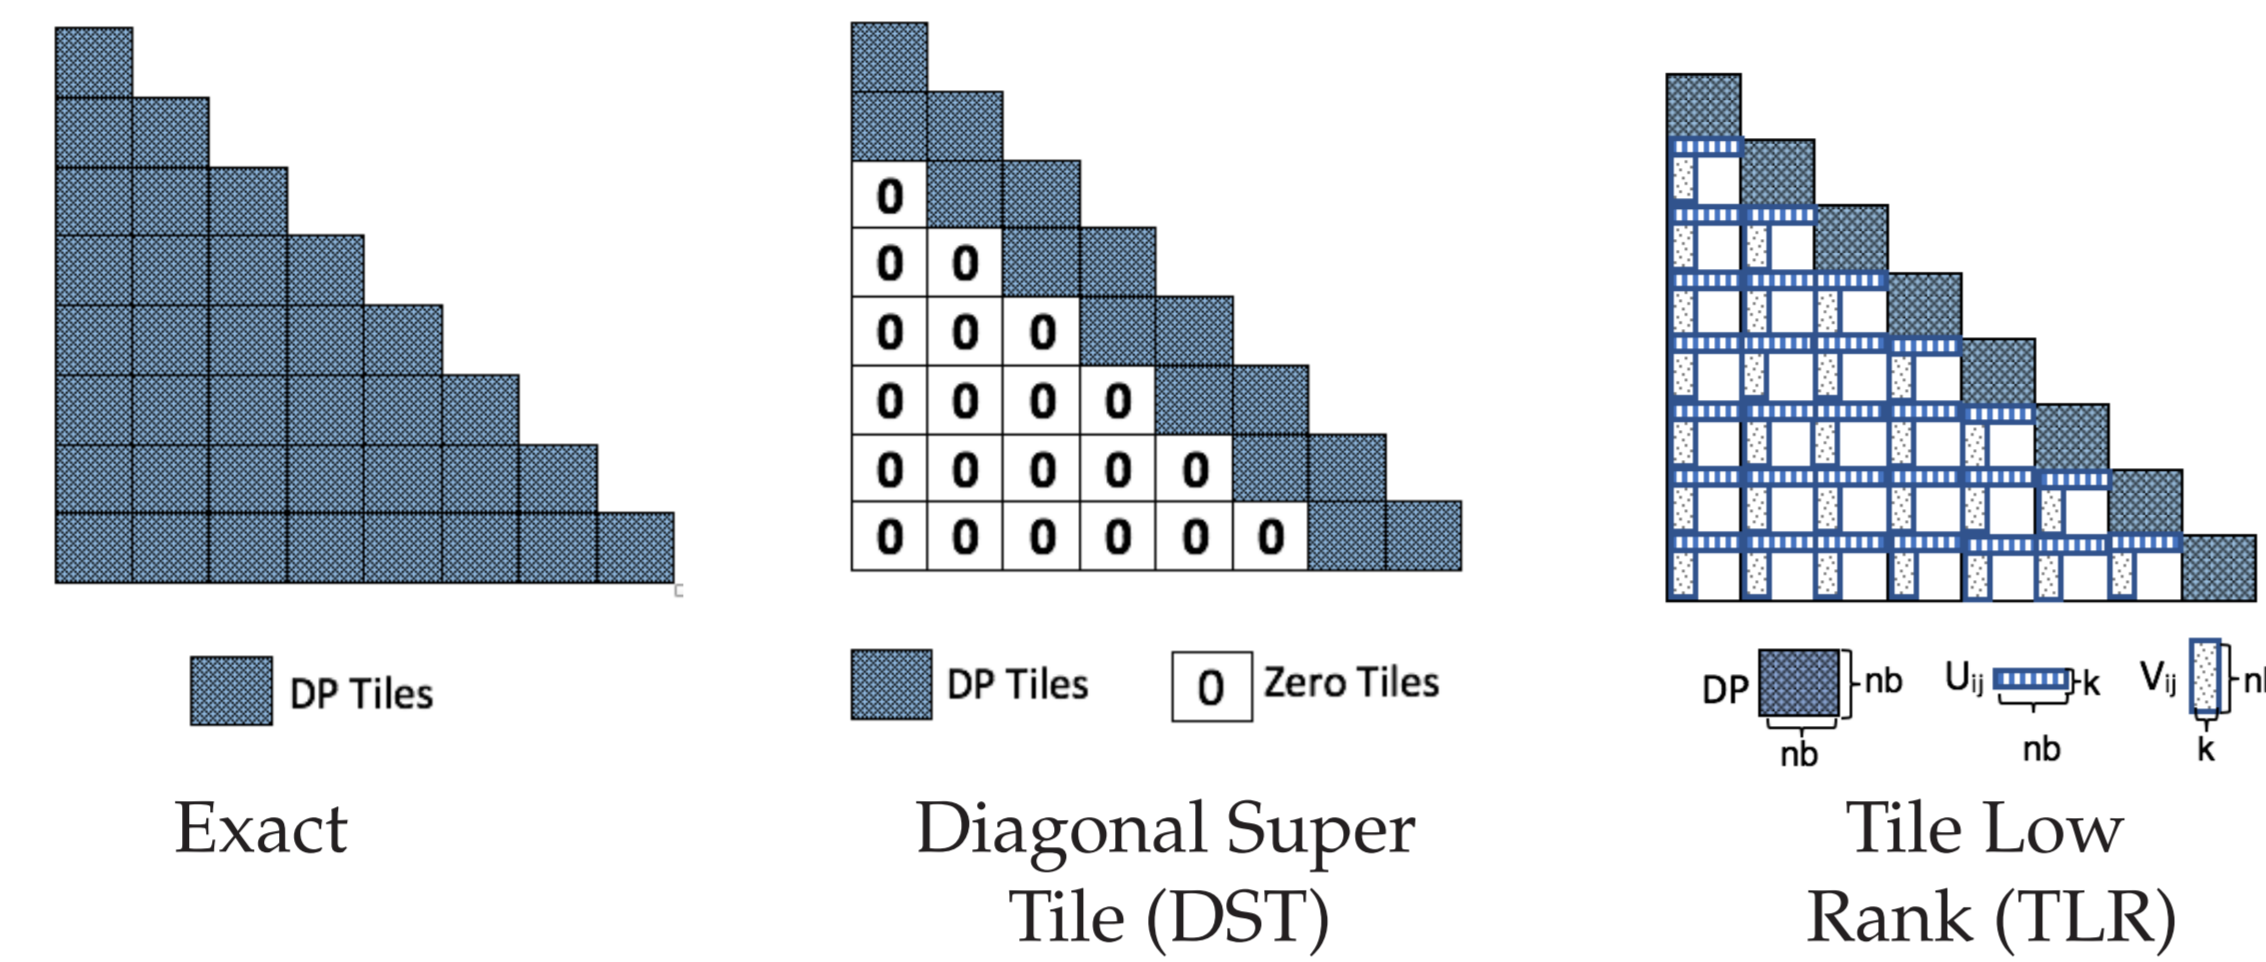 0
0 0
0 0 0
0 0 0 0
0 0 0 0 0
0 0 0 0 0 0
DP Tiles
DP Tiles
0 Zero Tiles
DP nb
nb
Uij k
nb
Vij
k
Exact
Diagonal Super
Tile (DST)
Tile Low
Rank (TLR)